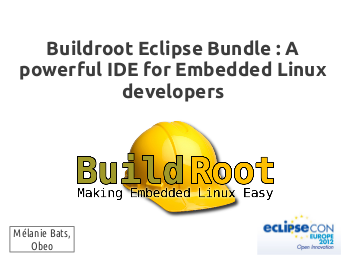 Buildroot Eclipse Bundle : A
powerful IDE for Embedded Linux
developers
BuildRoot
Making Embedded Linux Easy
Mélanie Bats,
Obeo
eclipseCON
EUROPE
2012
Open Innovation